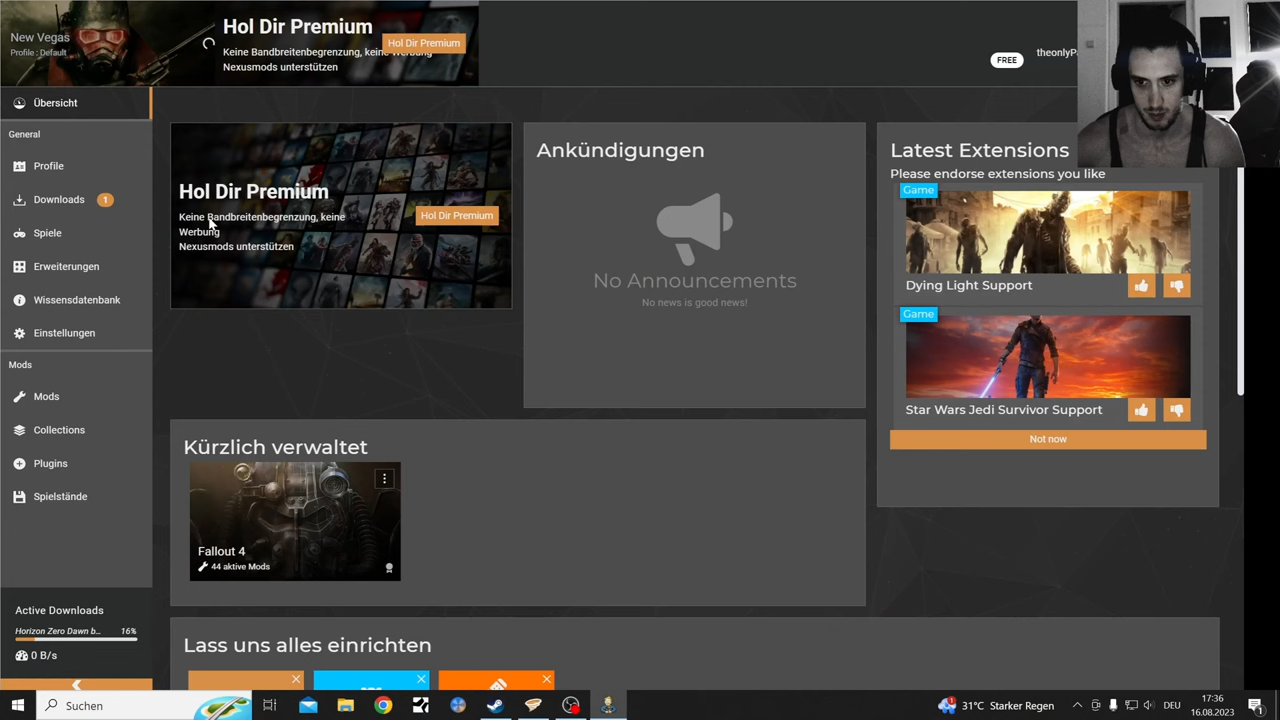 New Vegas
Profile : Default
Hol Dir Premium
Keine Bandbreitenbegrenzung, keine Werbung
Nexusmods unterstützen
Hol Dir Premium
FREE
Übersicht
General
Profile
Downloads
1
Spiele
Erweiterungen
Wissensdatenbank
Einstellungen
Mods
Mods
Collections
Plugins
Spielstände
Active Downloads
Horizon Zero Dawn b...
16%
0 B/s
Hol Dir Premium
Keine Bandbreitenbegrenzung, keine
Werbung
Nexusmods unterstützen
Hol Dir Premium
Ankündigungen
No Announcements
No news is good news!
Latest Extensions
Please endorse extensions you like
Game
Dying Light Support
Game
Star Wars Jedi Survivor Support
Not now
Kürzlich verwaltet
Fallout 4
44 aktive Mods
Lass uns alles einrichten
Suchen
31°C Starker Regen
DEU
17:36
16.08.2023
1